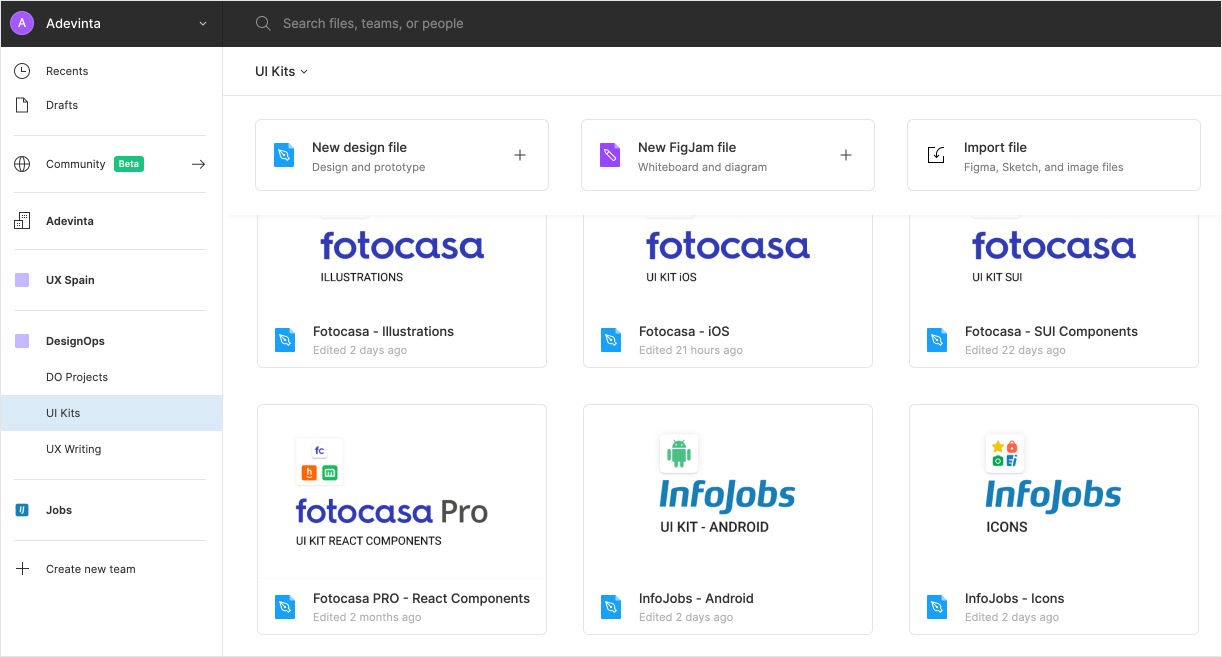 A Adevinta
Search files, teams, or people
Recents
Drafts
Community Beta
Adevinta
UX Spain
DesignOps
DO Projects
UI Kits
UX Writing
Jobs
Create new team
UI Kits
New design file
Design and prototype
New FigJam file
Whiteboard and diagram
Import file
Figma, Sketch, and image files
fotocasa
ILLUSTRATIONS
Fotocasa - Illustrations
Edited 2 days ago
fotocasa
UI KIT iOS
Fotocasa - iOS
Edited 21 hours ago
fotocasa
UI KIT SUI
Fotocasa - SUI Components
Edited 22 days ago
fc
h m
fotocasa Pro
UI KIT REACT COMPONENTS
Fotocasa PRO - React Components
Edited 2 months ago
InfoJobs
UI KIT - ANDROID
InfoJobs - Android
Edited 2 days ago
InfoJobs
ICONS
InfoJobs - Icons
Edited 2 days ago